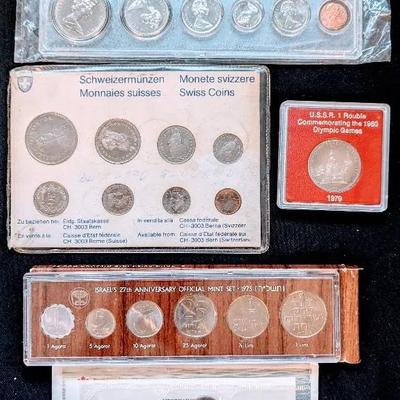 Schweizermünzen Monete svizzere
Monnaies suisses Swiss Coins
Zu beziehen bei: Eidg. Staatskasse
CH-3003 Bern
En vente à la: Caisse d'Etat fédérale
CH-3003 Berne (Suisse)
In vendita alla: Cassa federale
CH-3003 Berna (Svizzera)
Available from: Caisse d'Etat fédérale
CH-3003 Bern (Switzerland)
U.S.S.R. 1 Rouble
Commemorating the 1980
Olympic Games
1979
ISRAEL'S 27th ANNIVERSARY OFFICIAL MINT SET - 1975
1 Agora 5 Agorot 10 Agorot 25 Agorot ½ Lira 1 Lira
25